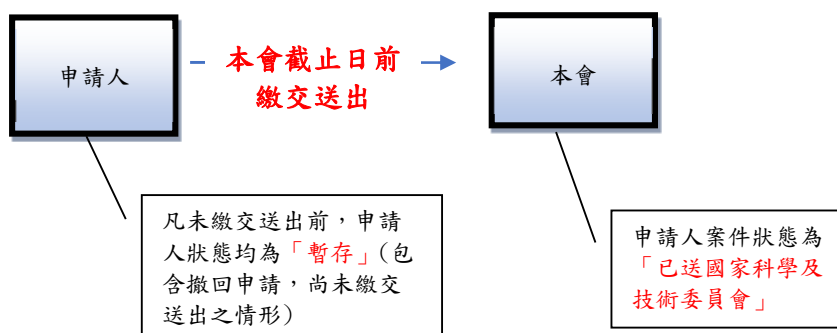 申請人
本會截止日前
繳交送出
本會
凡未繳交送出前，申請
人狀態均為「暫存」(包
含撤回申請，尚未繳交
送出之情形)
申請人案件狀態為
「已送國家科學及
技術委員會」